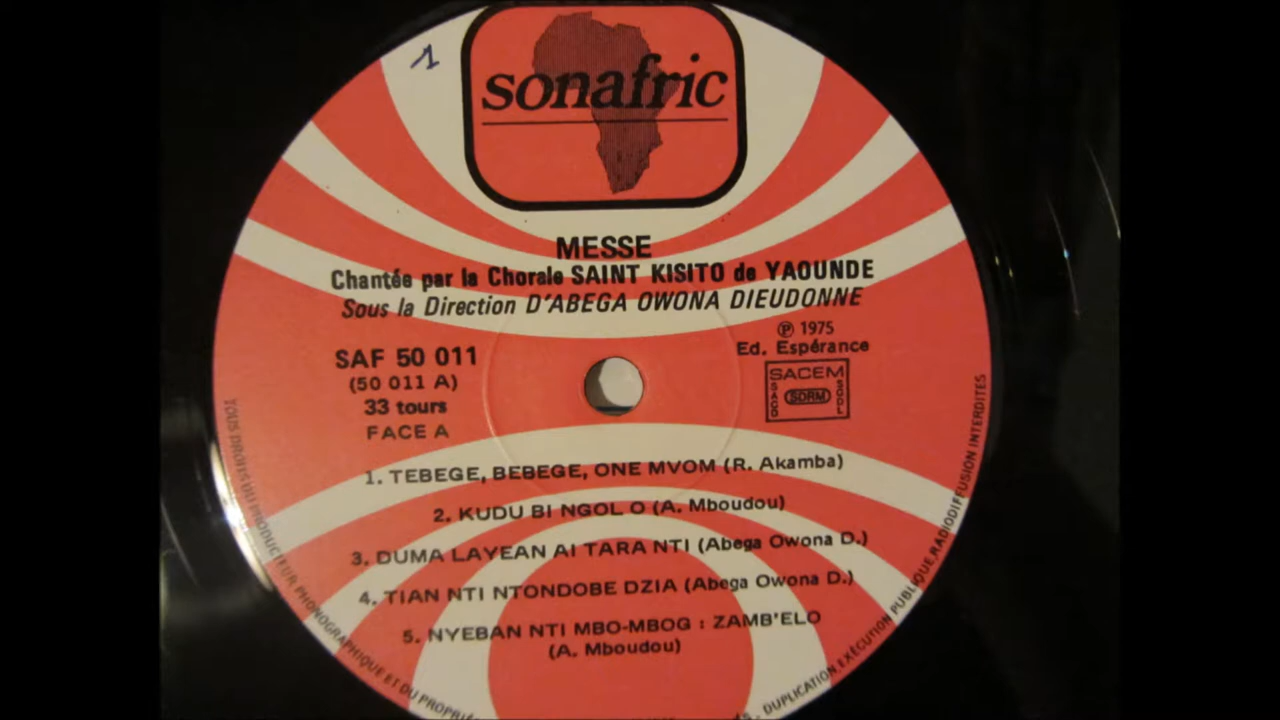 1
sonafric
MESSE
Chantée par la Chorale SAINT KISITO de YAOUNDE
Sous la Direction D'ABEGA OWONA DIEUDONNE
SAF 50 011
(50 011 A)
33 tours
FACE A
Ⓟ 1975
Ed. Espérance
SACEM
SACD
SDRM
SGDL
1. TEBEGE, BEBEGE, ONE MVOM (R. Akamba)
2. KUDU BI NGOL O (A. Mboudou)
3. DUMA LAYEAN AI TARA NTI (Abega Owona D.)
4. TIAN NTI NTONDOBE DZIA (Abega Owona D.)
5. NYEBAN NTI MBO-MBOG : ZAMB'ELO
(A. Mboudou)
TOUS DROITS DU PRODUCTEUR PHONOGRAPHIQUE ET DU
DUPLICATION, EXÉCUTION PUBLIQUE, RADIODIFFUSION INTERDITES